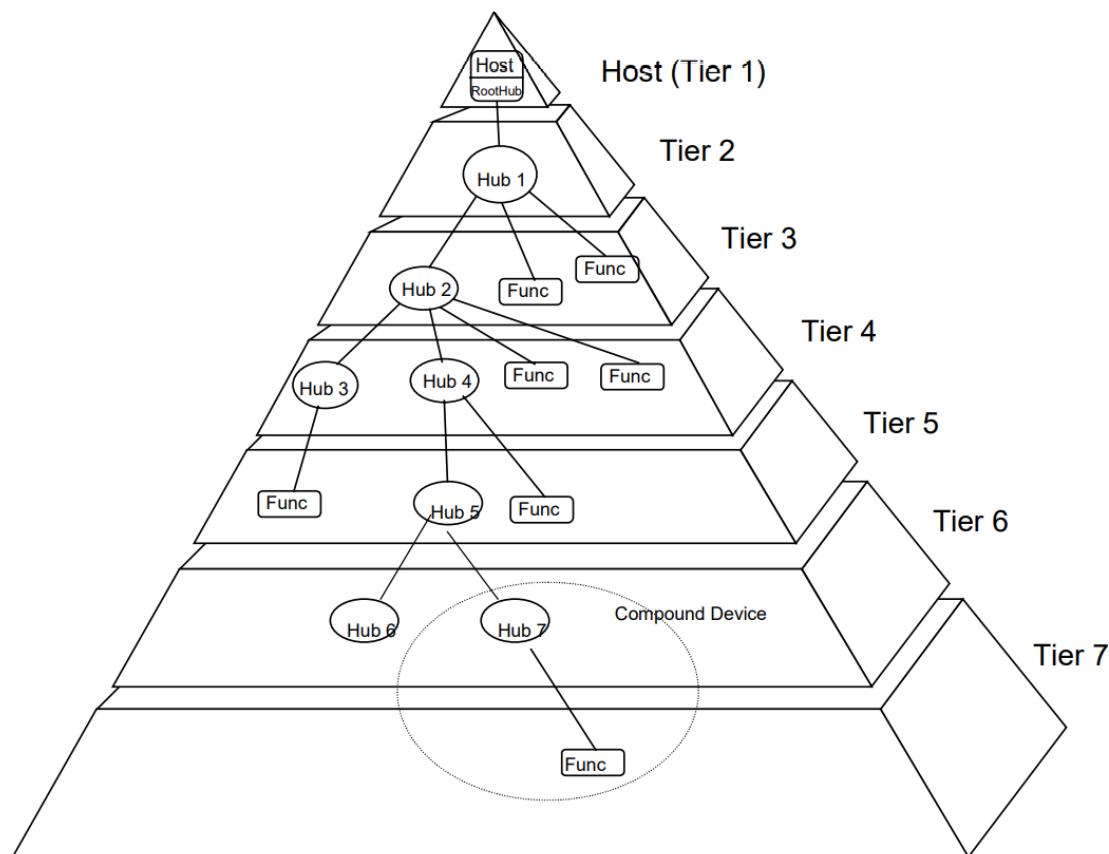 Host
RootHub
Host (Tier 1)
Hub 1
Tier 2
Hub 2
Func
Func
Tier 3
Hub 3
Hub 4
Func
Func
Tier 4
Func
Hub 5
Func
Tier 5
Hub 6
Hub 7
Compound Device
Tier 6
Func
Tier 7